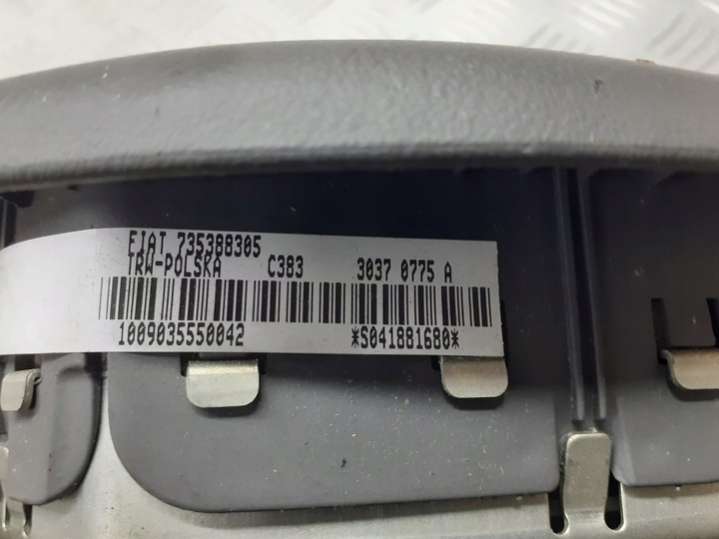 FIAT 735388305
TRW-POLSKA C383 3037 0775 A
1009035550042 *S041881680*